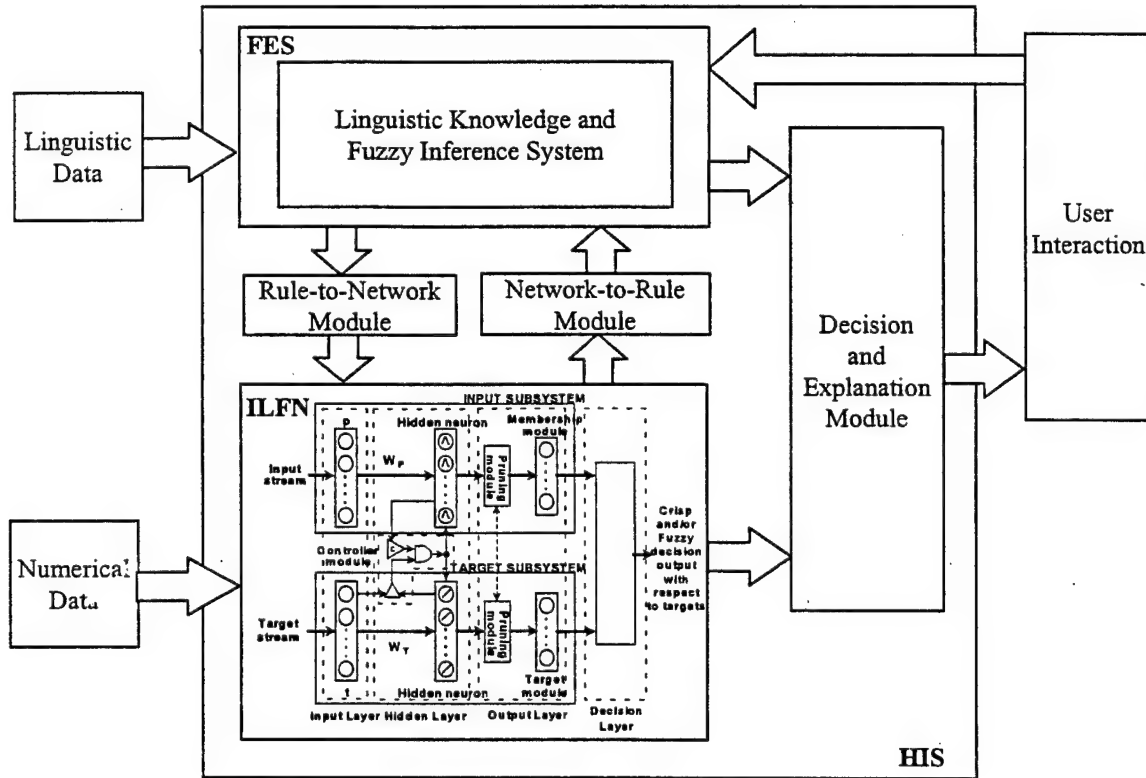 FES
Linguistic Knowledge and
Fuzzy Inference System
Linguistic
Data
User
Interaction
Rule-to-Network
Module
Network-to-Rule
Module
Decision
and
Explanation
Module
ILFN
INPUT SUBSYSTEM
P
Hidden neuron
Membership
module
Input
stream
W_P
Pruning
module
Controller
module
C
TARGET SUBSYSTEM
Crisp
and/or
Fuzzy
decision
output
with
respect
to targets
Numerical
Data
Target
stream
W_T
Pruning
module
t
Hidden neuron
Target
module
Input Layer
Hidden Layer
Output Layer
Decision
Layer
HIS